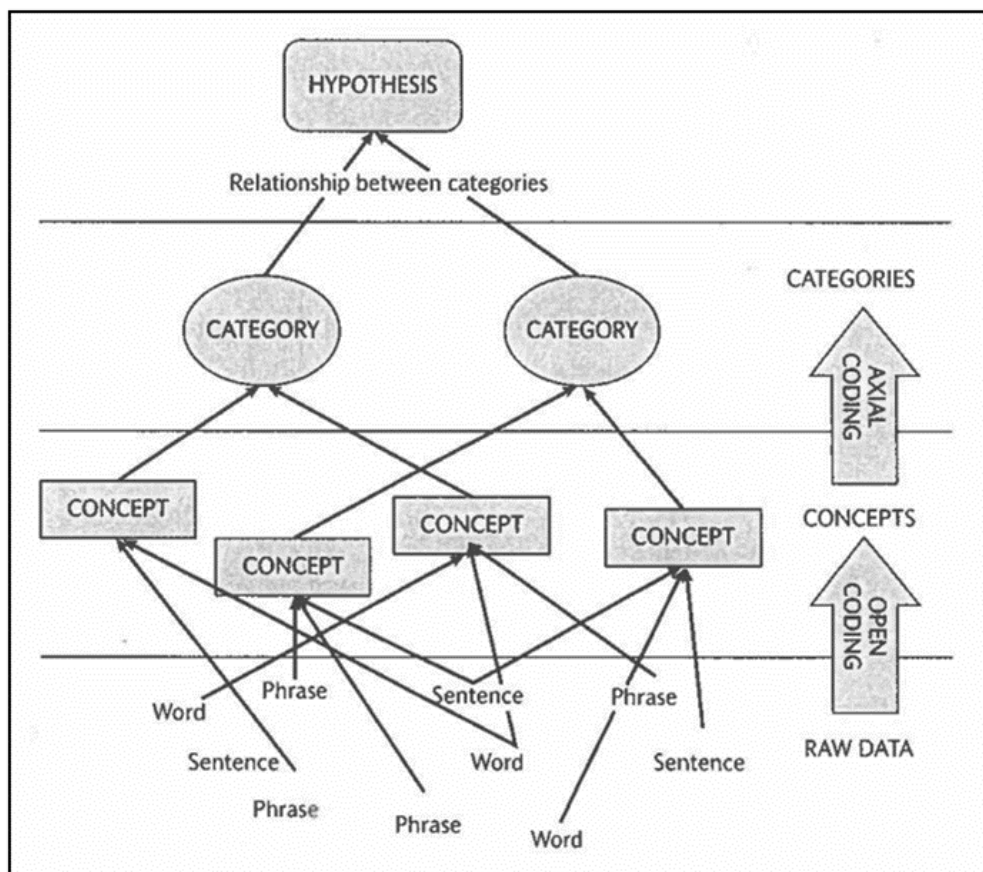 HYPOTHESIS
Relationship between categories
CATEGORIES
CATEGORY
CATEGORY
AXIAL
CODING
CONCEPT
CONCEPT
CONCEPT
CONCEPT
CONCEPTS
OPEN
CODING
Word
Phrase
Sentence
Phrase
Sentence
Word
Sentence
RAW DATA
Phrase
Phrase
Word